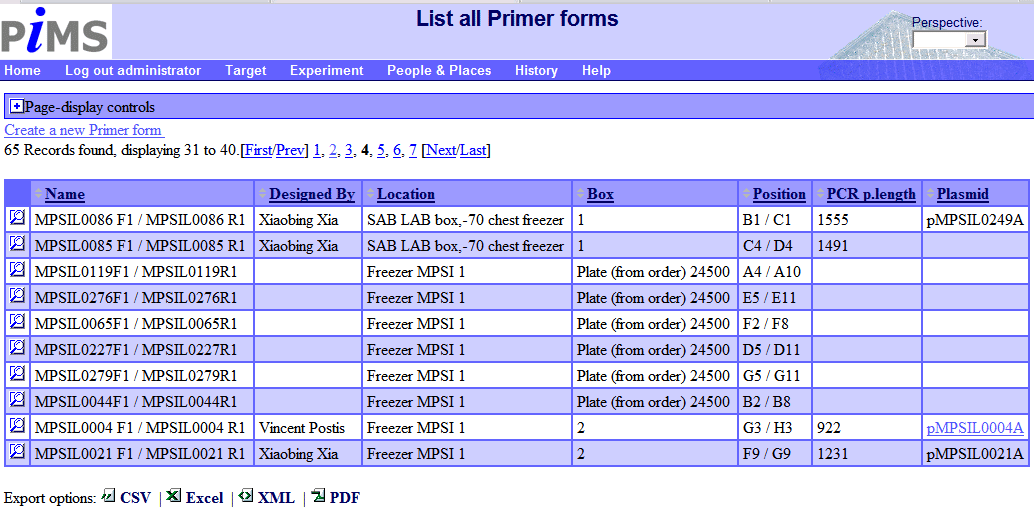 PiMS
List all Primer forms
Perspective:
Home Log out administrator Target Experiment People & Places History Help
Page-display controls
Create a new Primer form
65 Records found, displaying 31 to 40.[First/Prev] 1, 2, 3, 4, 5, 6, 7 [Next/Last]
Name Designed By Location Box Position PCR p.length Plasmid
MPSIL0086 F1 / MPSIL0086 R1 Xiaobing Xia SAB LAB box,-70 chest freezer 1 B1 / C1 1555 pMPSIL0249A
MPSIL0085 F1 / MPSIL0085 R1 Xiaobing Xia SAB LAB box,-70 chest freezer 1 C4 / D4 1491
MPSIL0119F1 / MPSIL0119R1 Freezer MPSI 1 Plate (from order) 24500 A4 / A10
MPSIL0276F1 / MPSIL0276R1 Freezer MPSI 1 Plate (from order) 24500 E5 / E11
MPSIL0065F1 / MPSIL0065R1 Freezer MPSI 1 Plate (from order) 24500 F2 / F8
MPSIL0227F1 / MPSIL0227R1 Freezer MPSI 1 Plate (from order) 24500 D5 / D11
MPSIL0279F1 / MPSIL0279R1 Freezer MPSI 1 Plate (from order) 24500 G5 / G11
MPSIL0044F1 / MPSIL0044R1 Freezer MPSI 1 Plate (from order) 24500 B2 / B8
MPSIL0004 F1 / MPSIL0004 R1 Vincent Postis Freezer MPSI 1 2 G3 / H3 922 pMPSIL0004A
MPSIL0021 F1 / MPSIL0021 R1 Xiaobing Xia Freezer MPSI 1 2 F9 / G9 1231 pMPSIL0021A
Export options: CSV | Excel | XML | PDF